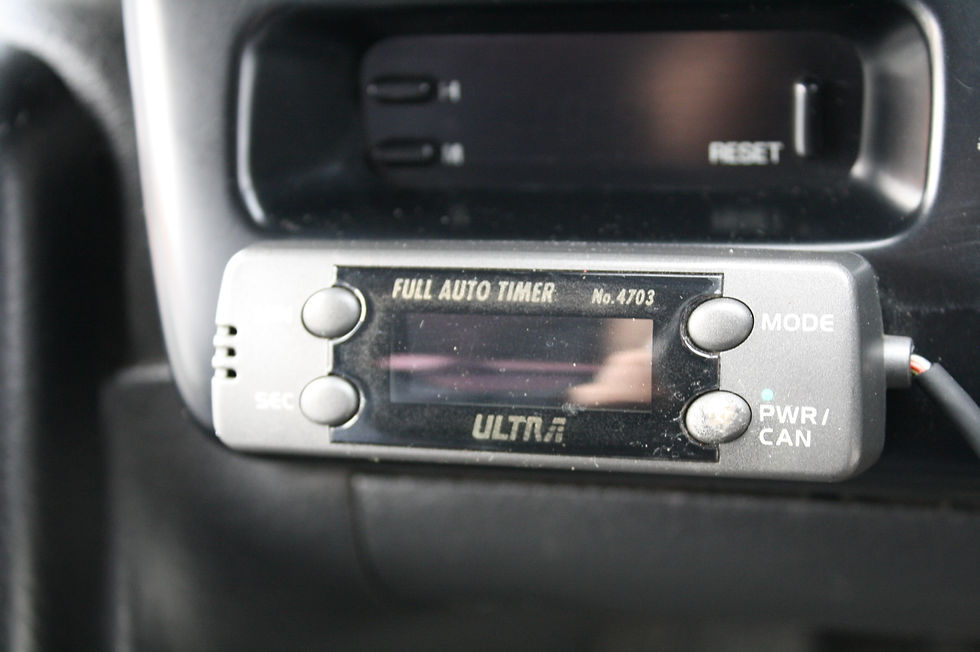 H
M
RESET
FULL AUTO TIMER No.4703
MODE
SEC
PWR/
CAN
ULTRA